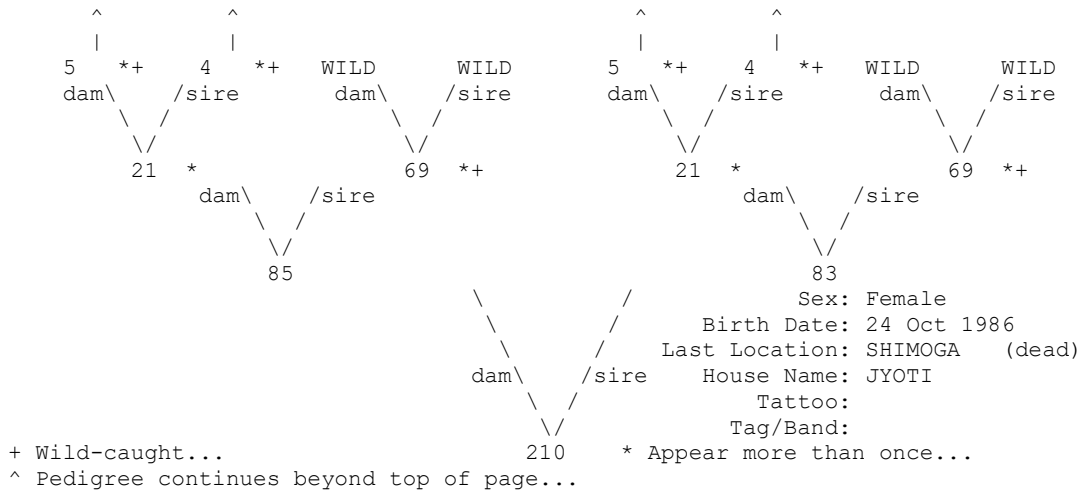 ^ ^ ^ ^
| | | |
5 *+ 4 *+ WILD WILD 5 *+ 4 *+ WILD WILD
dam\ /sire dam\ /sire dam\ /sire dam\ /sire
\ / \ / \ / \ /
\/ \/ \/ \/
21 * 69 *+ 21 * 69 *+
dam\ /sire dam\ /sire
\ / \ /
\/ \/
85 83
\ / Sex: Female
\ / Birth Date: 24 Oct 1986
\ / Last Location: SHIMOGA (dead)
dam\ /sire House Name: JYOTI
\ / Tattoo:
\/ Tag/Band:
+ Wild-caught... 210 * Appear more than once...
^ Pedigree continues beyond top of page...